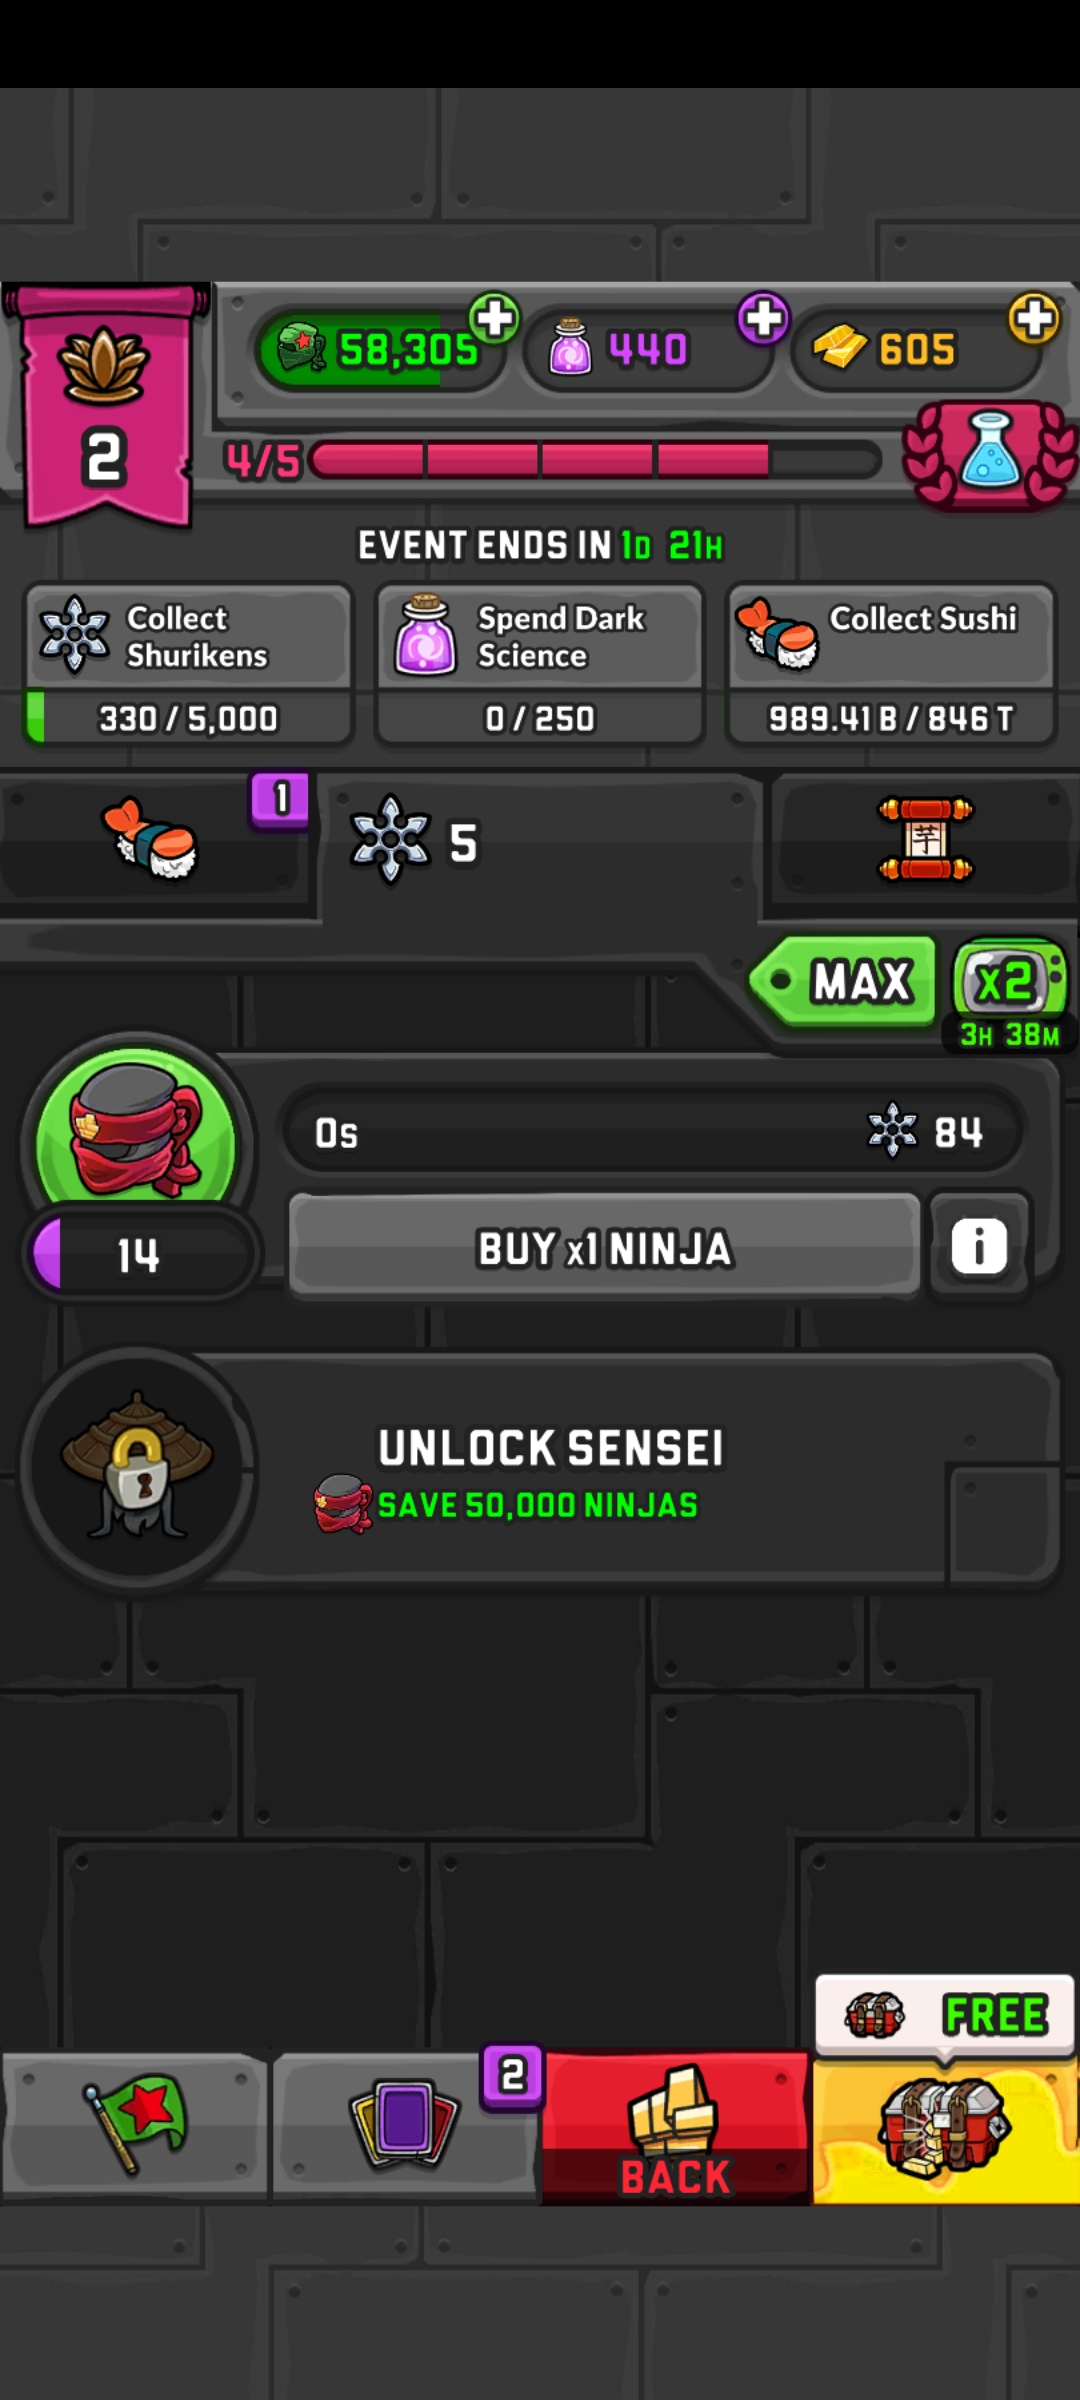 58,305
440
605
2
4/5
EVENT ENDS IN 1D 21H
Collect
Shurikens
330 / 5,000
Spend Dark
Science
0 / 250
Collect Sushi
989.41 B / 846 T
1
5
芋
MAX
x2
3H 38M
0s
84
14
BUY x1 NINJA
i
UNLOCK SENSEI
SAVE 50,000 NINJAS
FREE
2
BACK